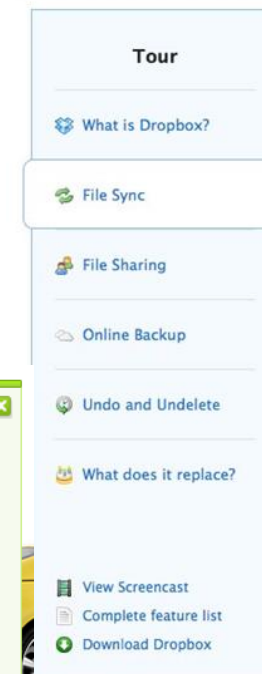 Tour
What is Dropbox?
File Sync
File Sharing
Online Backup
Undo and Undelete
What does it replace?
View Screencast
Complete feature list
Download Dropbox